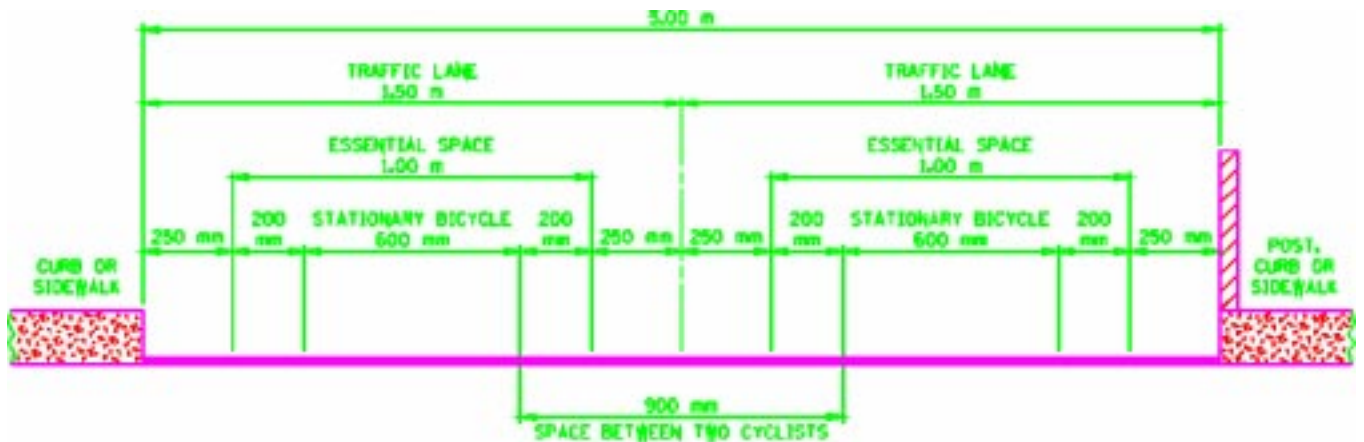 3.00 m
TRAFFIC LANE
1.50 m
TRAFFIC LANE
1.50 m
ESSENTIAL SPACE
1.00 m
ESSENTIAL SPACE
1.00 m
250 mm
200
mm
STATIONARY BICYCLE
600 mm
200
mm
250 mm
250 mm
200
mm
STATIONARY BICYCLE
600 mm
200
mm
250 mm
CURB OR
SIDEWALK
POST,
CURB OR
SIDEWALK
900 mm
SPACE BETWEEN TWO CYCLISTS